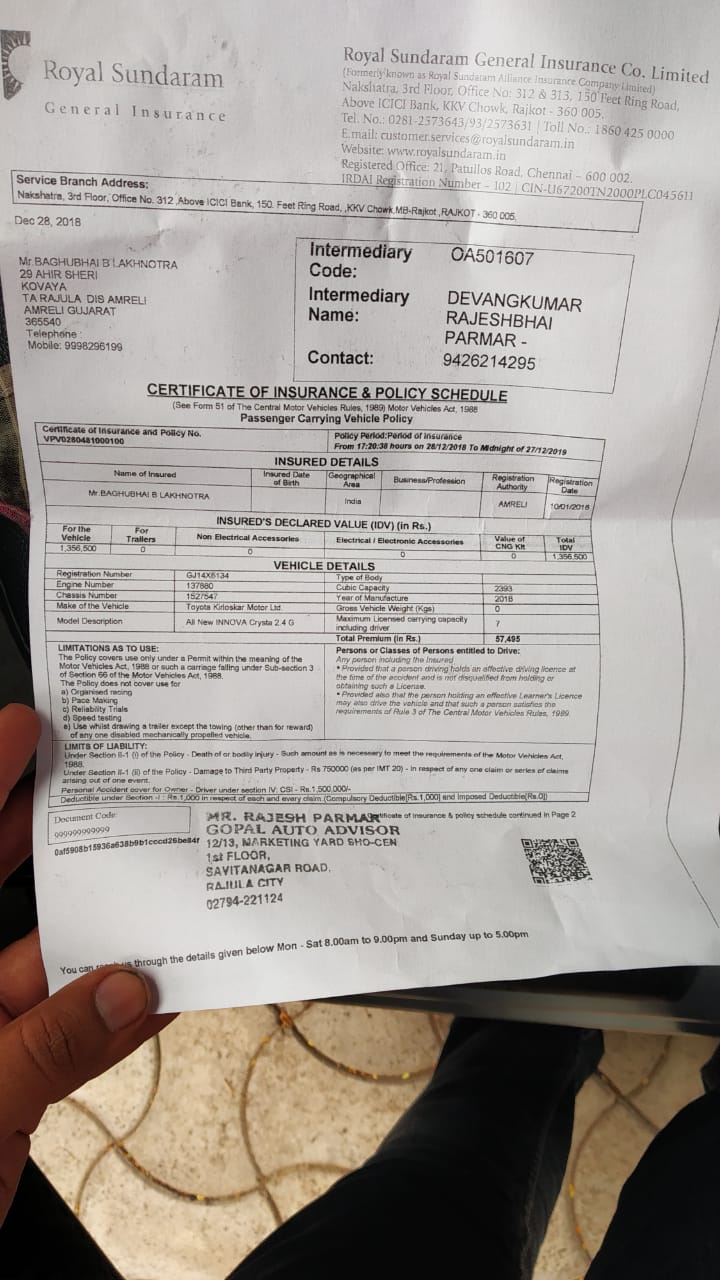 Royal Sundaram
General Insurance
Royal Sundaram General Insurance Co. Limited
(Formerly known as Royal Sundaram Alliance Insurance Company Limited)
Nakshatra, 3rd Floor, Office No: 312 & 313, 150 Feet Ring Road,
Above ICICI Bank, KKV Chowk, Rajkot - 360 005.
Tel. No.: 0281-2573643/93/2573631 | Toll No.: 1860 425 0000
E.mail: customer.services@royalsundaram.in
Website: www.royalsundaram.in
Registered Office: 21, Patullos Road, Chennai – 600 002.
IRDAI Registration Number - 102 | CIN-U67200TN2000PLC045611
Service Branch Address:
Nakshatra, 3rd Floor, Office No. 312 ,Above ICICI Bank, 150. Feet Ring Road, ,KKV Chowk,MB-Rajkot ,RAJKOT - 360 005.
Dec 28, 2018
Mr.BAGHUBHAI B LAKHNOTRA
29 AHIR SHERI
KOVAYA
TA RAJULA DIS AMRELI
AMRELI GUJARAT
365540
Telephone :
Mobile: 9998296199
Intermediary Code: OA501607
Intermediary Name: DEVANGKUMAR RAJESHBHAI PARMAR -
Contact: 9426214295
CERTIFICATE OF INSURANCE & POLICY SCHEDULE
(See Form 51 of The Central Motor Vehicles Rules, 1989) Motor Vehicles Act, 1988
Passenger Carrying Vehicle Policy
Certificate of Insurance and Policy No.
VPV0280481000100
Policy Period:Period of Insurance
From 17:20:38 hours on 28/12/2018 To Midnight of 27/12/2019
INSURED DETAILS
Name of Insured Insured Date of Birth Geographical Area Business/Profession Registration Authority Registration Date
Mr.BAGHUBHAI B LAKHNOTRA India AMRELI 10/01/2018
INSURED'S DECLARED VALUE (IDV) (in Rs.)
For the Vehicle For Trailers Non Electrical Accessories Electrical / Electronic Accessories Value of CNG Kit Total IDV
1,356,500 0 0 0 0 1,356,500
VEHICLE DETAILS
Registration Number GJ14X6134 Type of Body
Engine Number 137880 Cubic Capacity 2393
Chassis Number 1527547 Year of Manufacture 2018
Make of the Vehicle Toyota Kirloskar Motor Ltd. Gross Vehicle Weight (Kgs) 0
Model Description All New INNOVA Crysta 2.4 G Maximum Licensed carrying capacity including driver 7
Total Premium (in Rs.) 57,495
LIMITATIONS AS TO USE:
The Policy covers use only under a Permit within the meaning of the
Motor Vehicles Act, 1988 or such a carriage falling under Sub-section 3
of Section 66 of the Motor Vehicles Act, 1988.
The Policy does not cover use for
a) Organised racing
b) Pace Making
c) Reliability Trials
d) Speed testing
e) Use whilst drawing a trailer except the towing (other than for reward)
of any one disabled mechanically propelled vehicle.
Persons or Classes of Persons entitled to Drive:
Any person including the Insured
• Provided that a person driving holds an effective driving licence at
the time of the accident and is not disqualified from holding or
obtaining such a License.
• Provided also that the person holding an effective Learner's Licence
may also drive the vehicle and that such a person satisfies the
requirements of Rule 3 of The Central Motor Vehicles Rules, 1989.
LIMITS OF LIABILITY:
Under Section II-1 (i) of the Policy - Death of or bodily injury - Such amount as is necessary to meet the requirements of the Motor Vehicles Act,
1988.
Under Section II-1 (ii) of the Policy - Damage to Third Party Property - Rs 750000 (as per IMT 20) - In respect of any one claim or series of claims
arising out of one event.
Personal Accident cover for Owner - Driver under section IV: CSI - Rs.1,500,000/-
Deductible under Section -I : Rs.1,000 in respect of each and every claim (Compulsory Deductible[Rs.1,000] and Imposed Deductible[Rs.0])
Document Code:
999999999999
0af5908b15936a638b9b1cccd26be84f
MR. RAJESH PARMAR
GOPAL AUTO ADVISOR
12/13, MARKETING YARD SHO-CEN
1st FLOOR,
SAVITANAGAR ROAD,
RAJULA CITY
02794-221124
of Insurance & policy schedule continued in Page 2
You can us through the details given below Mon - Sat 8.00am to 9.00pm and Sunday up to 5.00pm